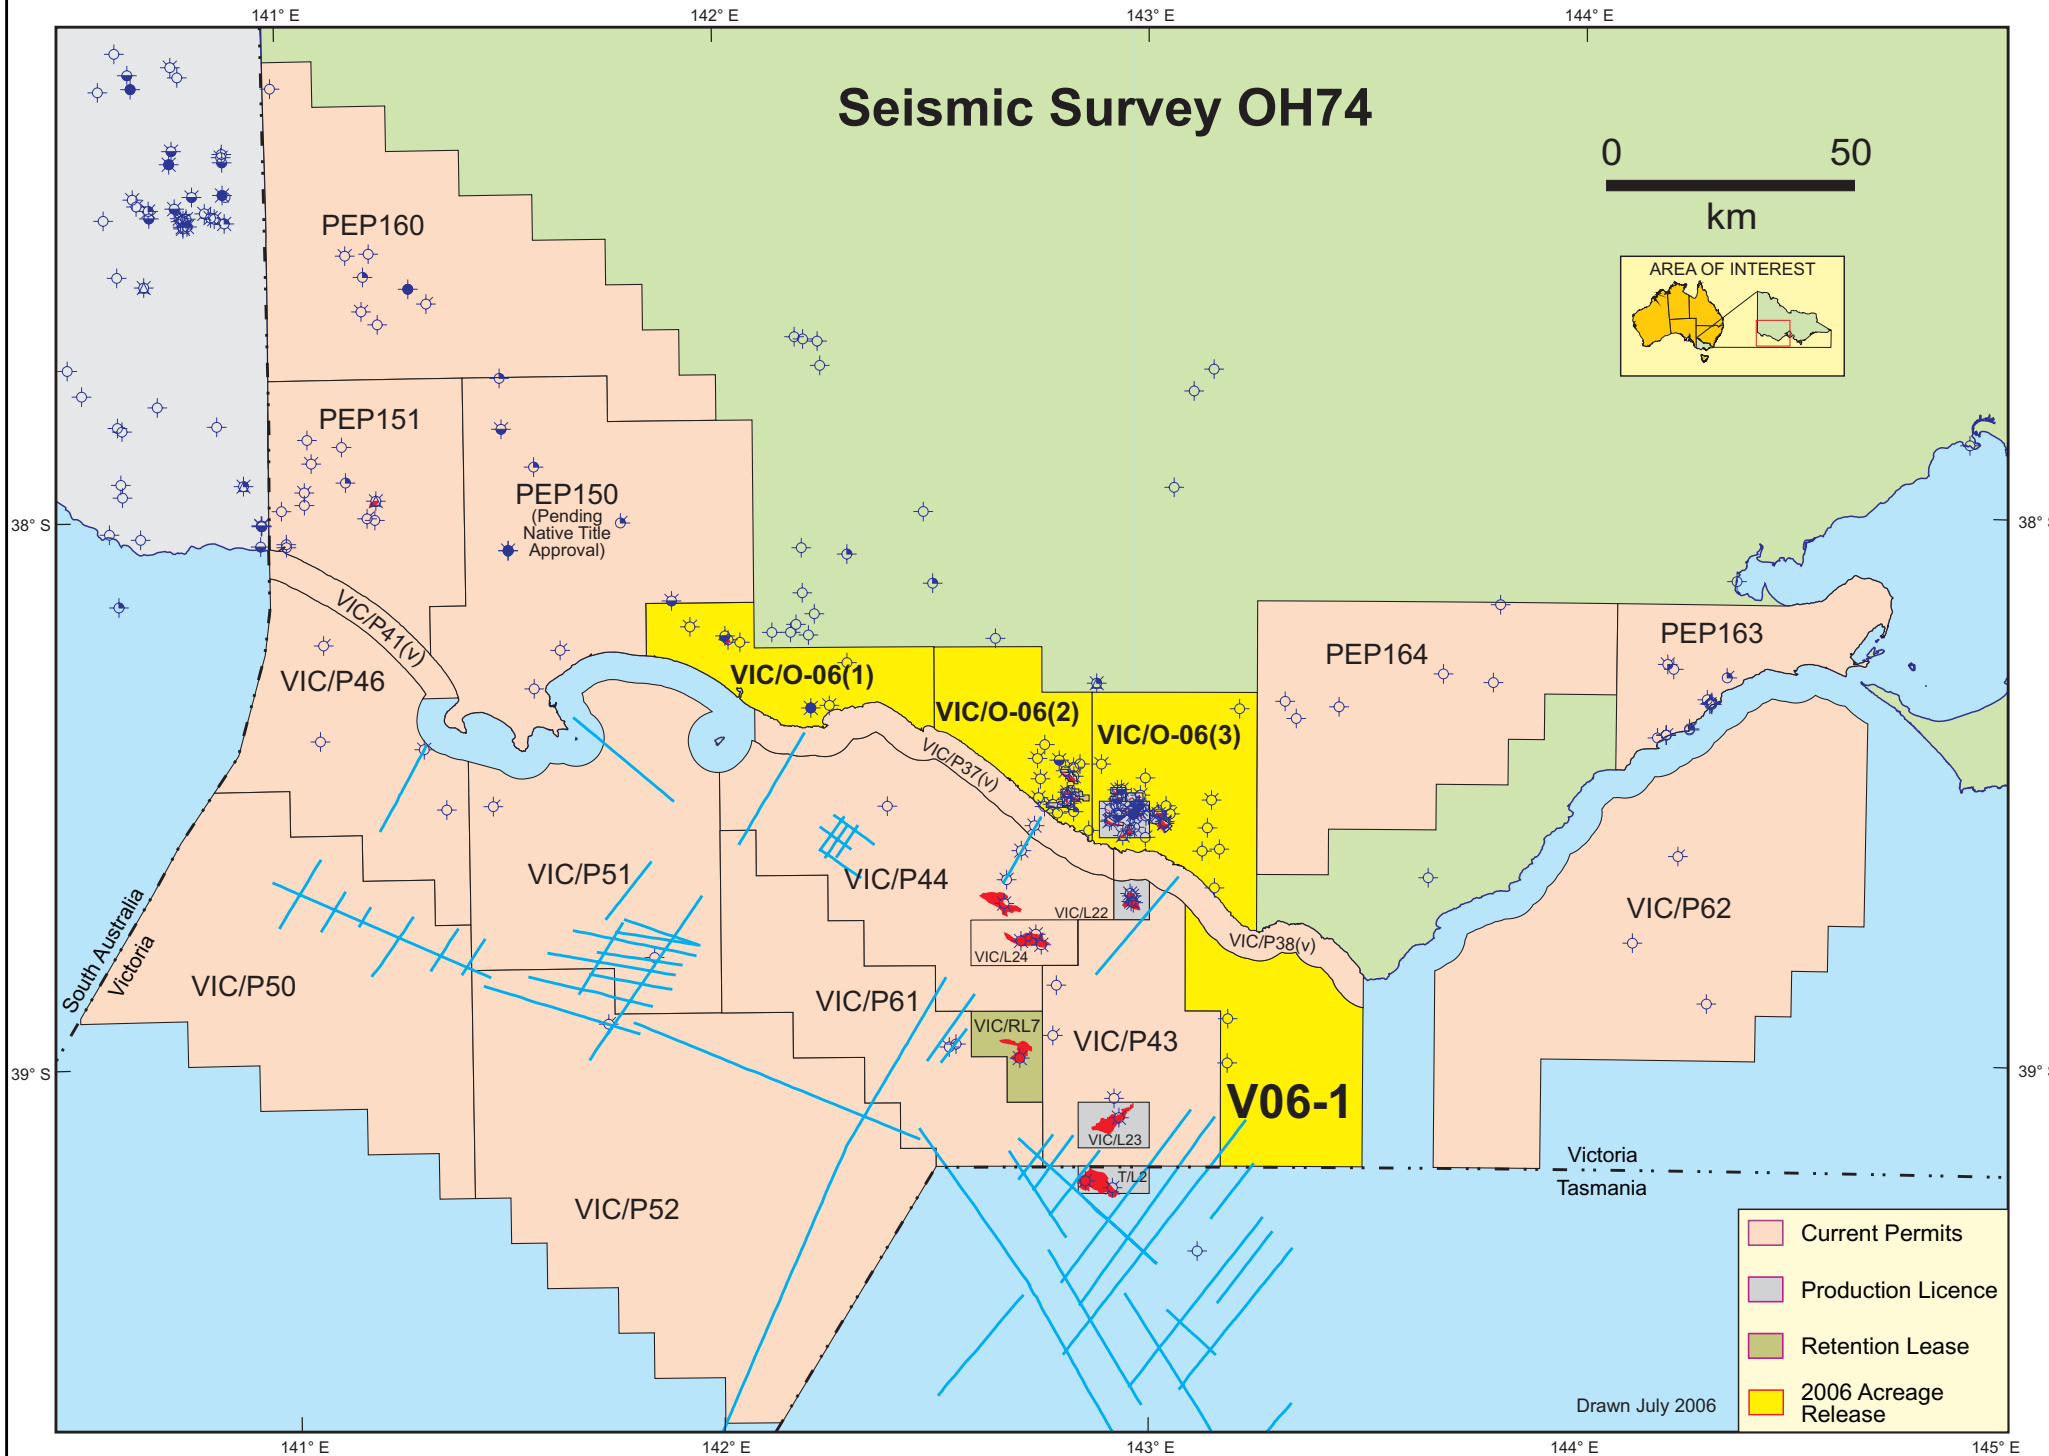 141° E
142° E
143° E
144° E
Seismic Survey OH74
0
50
km
AREA OF INTEREST
PEP160
PEP151
PEP150
(Pending
Native Title
Approval)
38° S
38° S
VIC/P41(v)
VIC/P46
VIC/O-06(1)
VIC/O-06(2)
VIC/O-06(3)
PEP164
PEP163
VIC/P37(v)
VIC/P51
VIC/P44
VIC/L22
VIC/P62
VIC/P38(v)
VIC/L24
South Australia
Victoria
VIC/P50
VIC/P61
VIC/RL7
VIC/P43
39° S
39° S
V06-1
VIC/L23
T/L2
Victoria
Tasmania
VIC/P52
Current Permits
Production Licence
Retention Lease
2006 Acreage
Release
Drawn July 2006
141° E
142° E
143° E
144° E
145° E